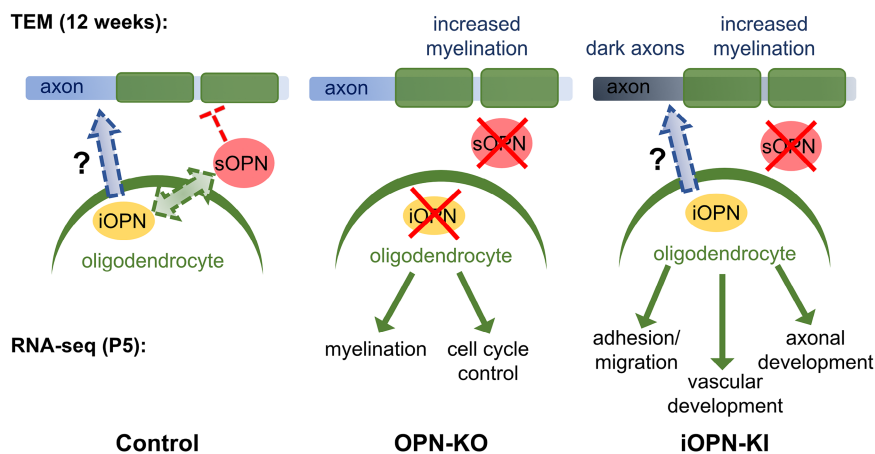 TEM (12 weeks):
increased
myelination
dark axons
increased
myelination
axon
axon
axon
?
sOPN
iOPN
oligodendrocyte
sOPN
iOPN
oligodendrocyte
?
sOPN
iOPN
oligodendrocyte
RNA-seq (P5):
myelination
cell cycle
control
adhesion/
migration
vascular
development
axonal
development
Control
OPN-KO
iOPN-KI